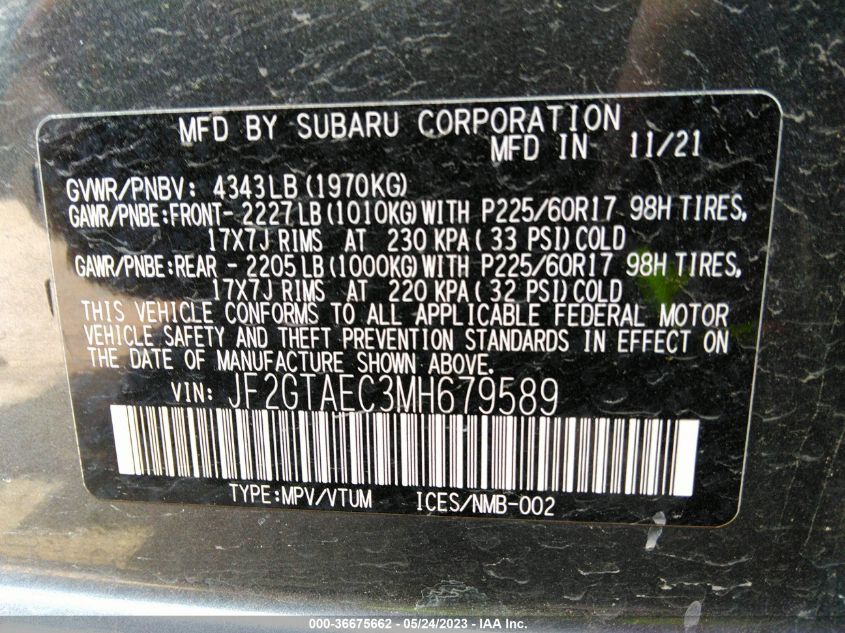 MFD BY SUBARU CORPORATION
MFD IN 11/21
GVWR/PNBV: 4343LB (1970KG)
GAWR/PNBE:FRONT- 2227LB (1010KG) WITH P225/60R17 98H TIRES,
17X7J RIMS AT 230 KPA ( 33 PSI) COLD
GAWR/PNBE:REAR - 2205LB (1000KG) WITH P225/60R17 98H TIRES,
17X7J RIMS AT 220 KPA ( 32 PSI) COLD
THIS VEHICLE CONFORMS TO ALL APPLICABLE FEDERAL MOTOR
VEHICLE SAFETY AND THEFT PREVENTION STANDARDS IN EFFECT ON
THE DATE OF MANUFACTURE SHOWN ABOVE.
VIN: JF2GTAEC3MH679589
TYPE:MPV/VTUM ICES/NMB-002
000-36675662 - 05/24/2023 - IAA Inc.